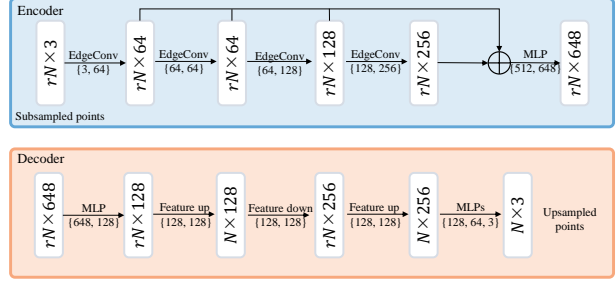 Encoder
rN×3
EdgeConv
{3, 64}
rN×64
EdgeConv
{64, 64}
rN×64
EdgeConv
{64, 128}
rN×128
EdgeConv
{128, 256}
rN×256
MLP
{512, 648}
rN×648
Subsampled points
Decoder
rN×648
MLP
{648, 128}
rN×128
Feature up
{128, 128}
N×128
Feature down
{128, 128}
rN×256
Feature up
{128, 128}
N×256
MLPs
{128, 64, 3}
N×3
Upsampled
points